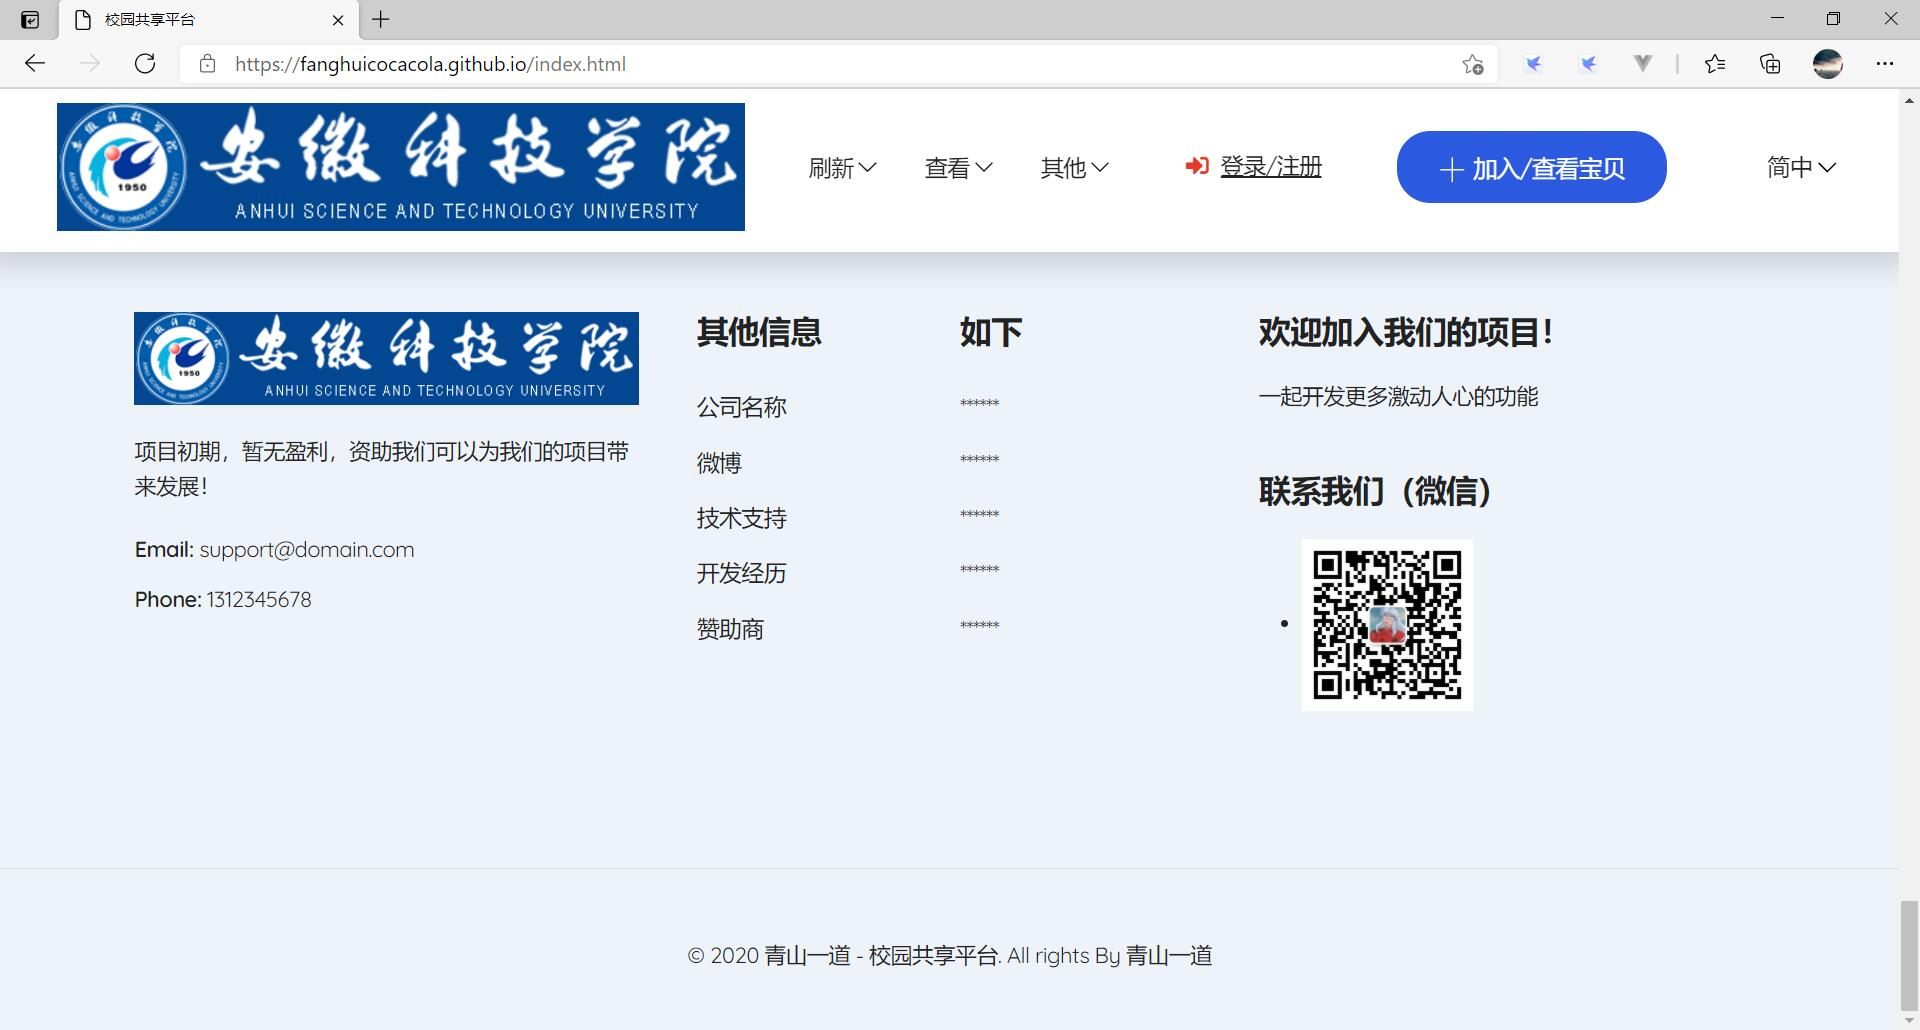 校园共享平台
https://fanghuicocacola.github.io/index.html
安徽科技学院
1950
ANHUI SCIENCE AND TECHNOLOGY UNIVERSITY
刷新
查看
其他
登录/注册
加入/查看宝贝
简中
安徽科技学院
1950
ANHUI SCIENCE AND TECHNOLOGY UNIVERSITY
项目初期，暂无盈利，资助我们可以为我们的项目带
来发展！
Email: support@domain.com
Phone: 1312345678
其他信息
如下
公司名称
******
微博
******
技术支持
******
开发经历
******
赞助商
******
欢迎加入我们的项目！
一起开发更多激动人心的功能
联系我们（微信）
© 2020 青山一道 - 校园共享平台. All rights By 青山一道